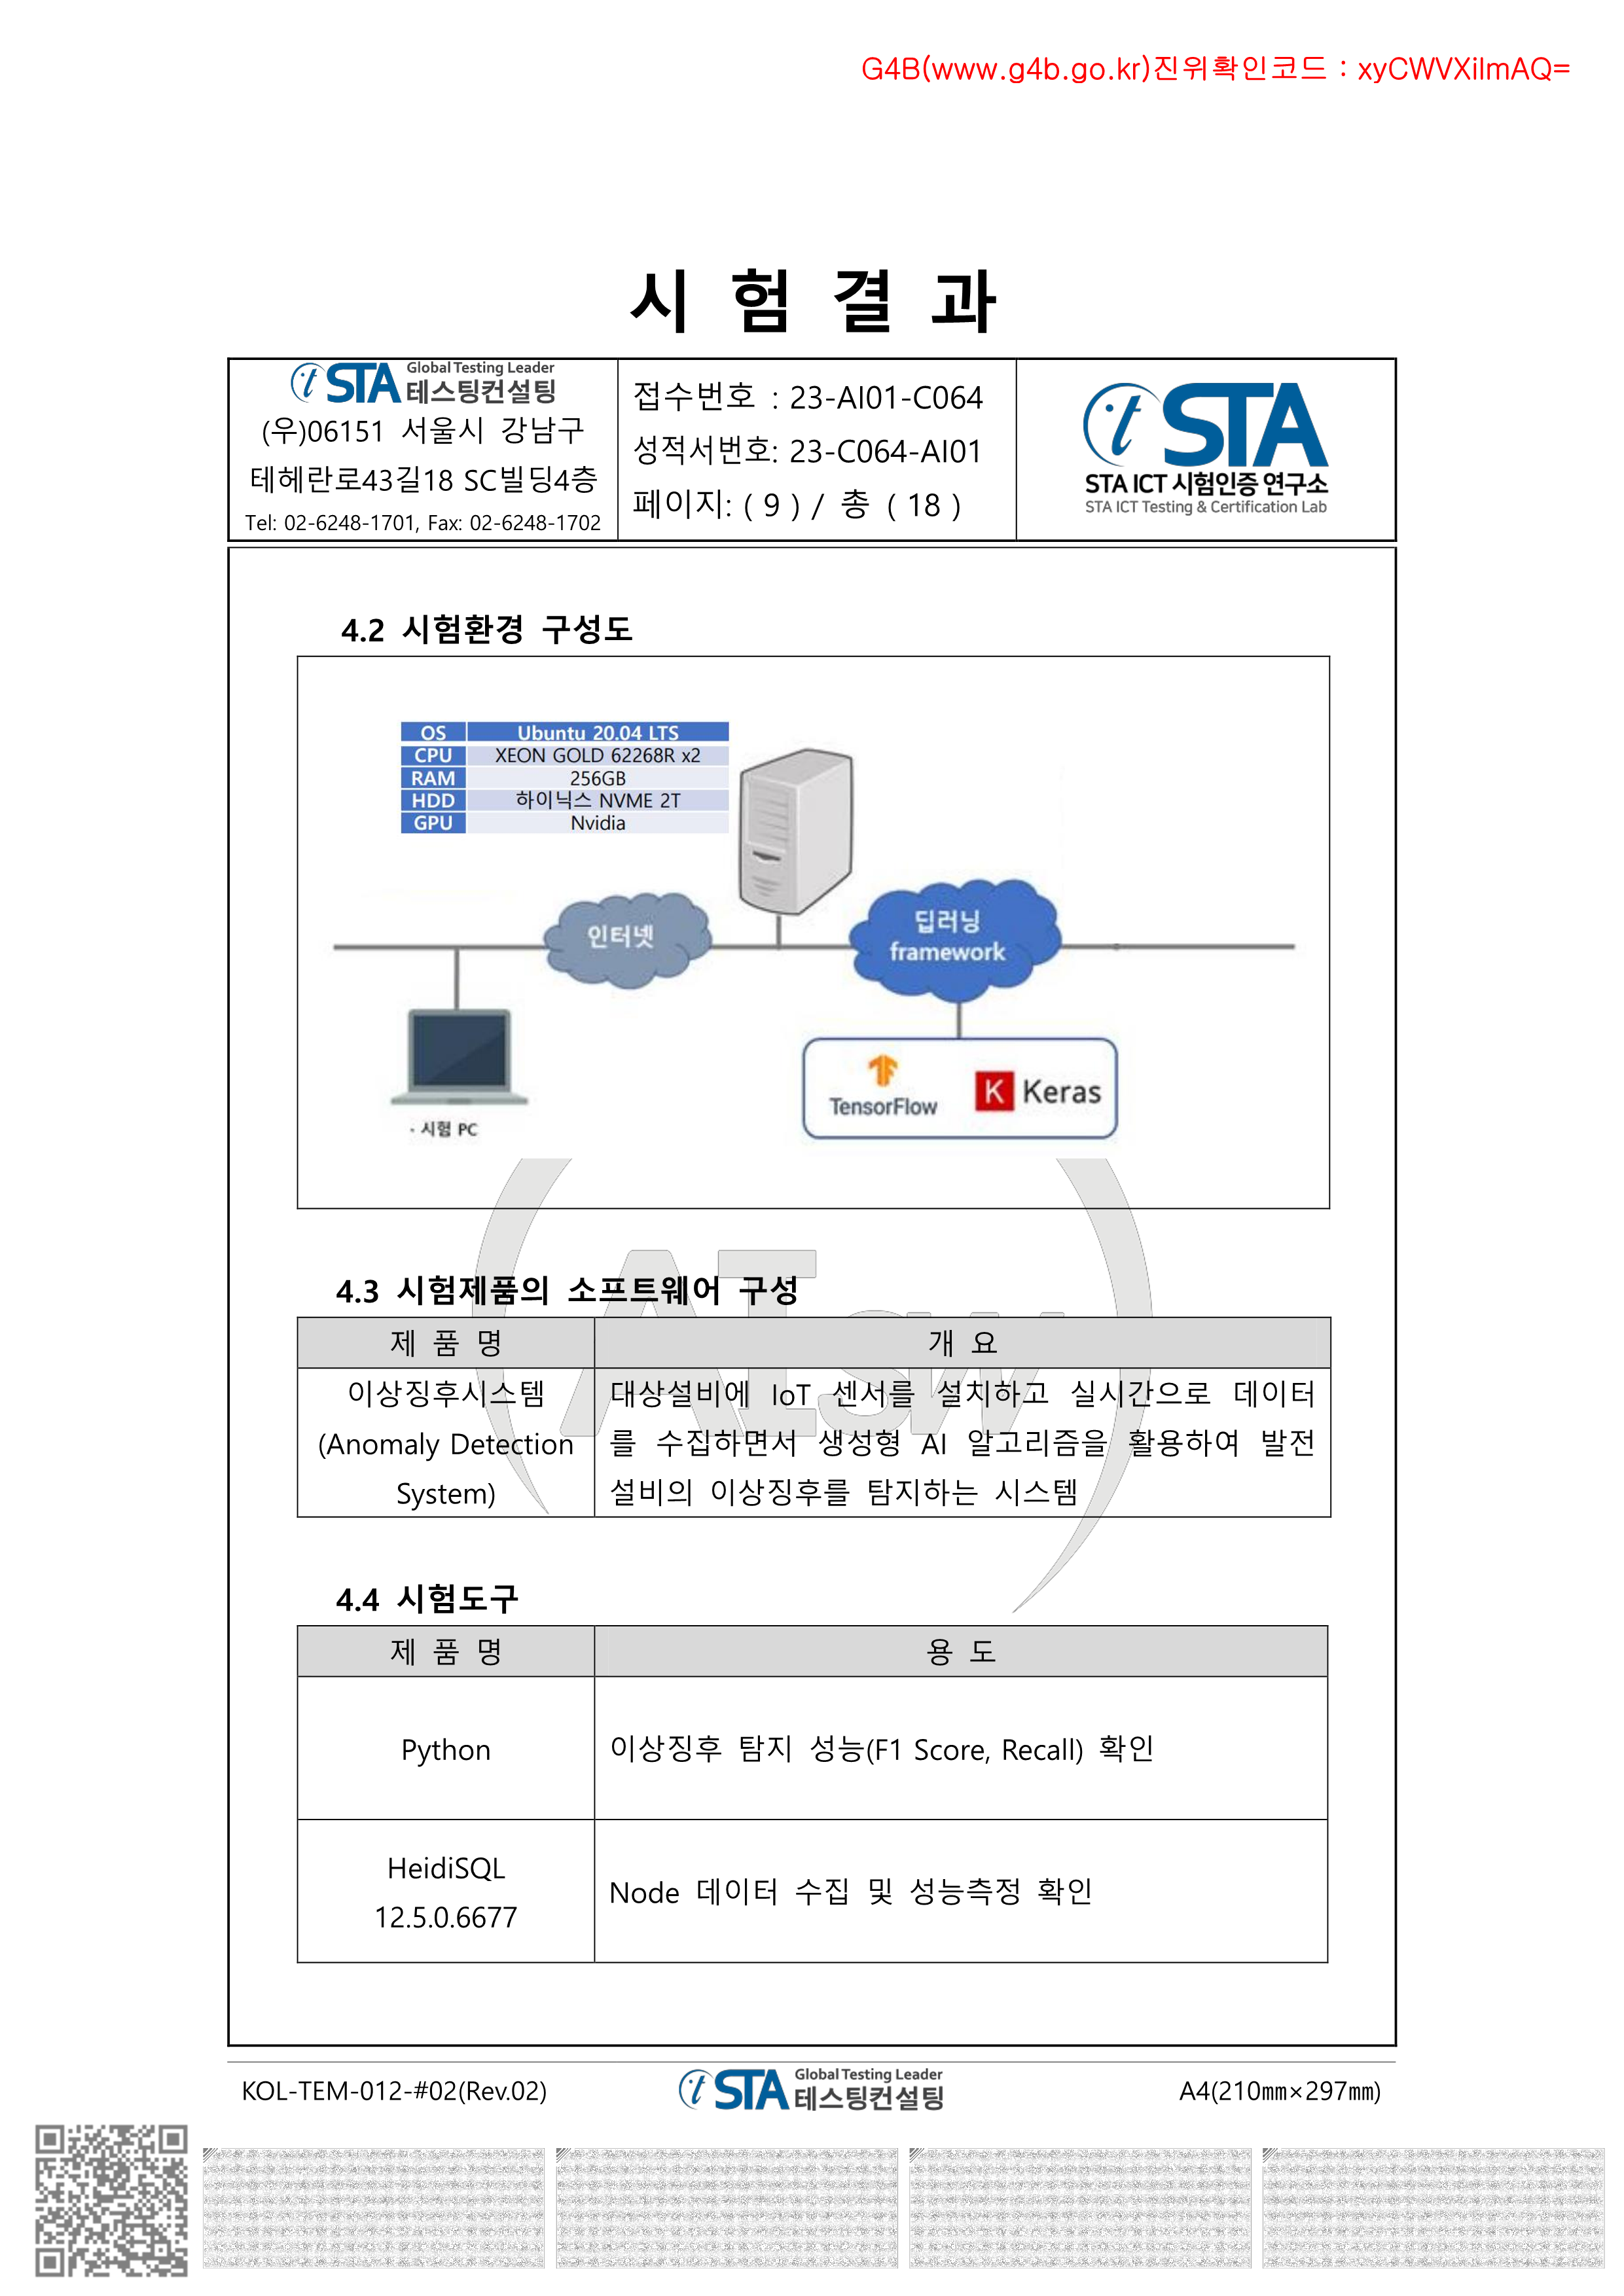 G4B(www.g4b.go.kr)진위확인코드 : xyCWVXiImAQ=
시 험 결 과
STA Global Testing Leader
테스팅컨설팅
(우)06151 서울시 강남구
테헤란로43길18 SC빌딩4층
Tel: 02-6248-1701, Fax: 02-6248-1702
접수번호 : 23-AI01-C064
성적서번호: 23-C064-AI01
페이지: ( 9 ) / 총 ( 18 )
STA
STA ICT 시험인증 연구소
STA ICT Testing & Certification Lab
4.2 시험환경 구성도
OS Ubuntu 20.04 LTS
CPU XEON GOLD 62268R x2
RAM 256GB
HDD 하이닉스 NVME 2T
GPU Nvidia
인터넷
딥러닝
framework
TensorFlow
K Keras
- 시험 PC
4.3 시험제품의 소프트웨어 구성
제 품 명 개 요
이상징후시스템
(Anomaly Detection
System)
대상설비에 IoT 센서를 설치하고 실시간으로 데이터
를 수집하면서 생성형 AI 알고리즘을 활용하여 발전
설비의 이상징후를 탐지하는 시스템
AIsw
4.4 시험도구
제 품 명 용 도
Python 이상징후 탐지 성능(F1 Score, Recall) 확인
HeidiSQL
12.5.0.6677
Node 데이터 수집 및 성능측정 확인
KOL-TEM-012-#02(Rev.02)
STA Global Testing Leader
테스팅컨설팅
A4(210㎜×297㎜)